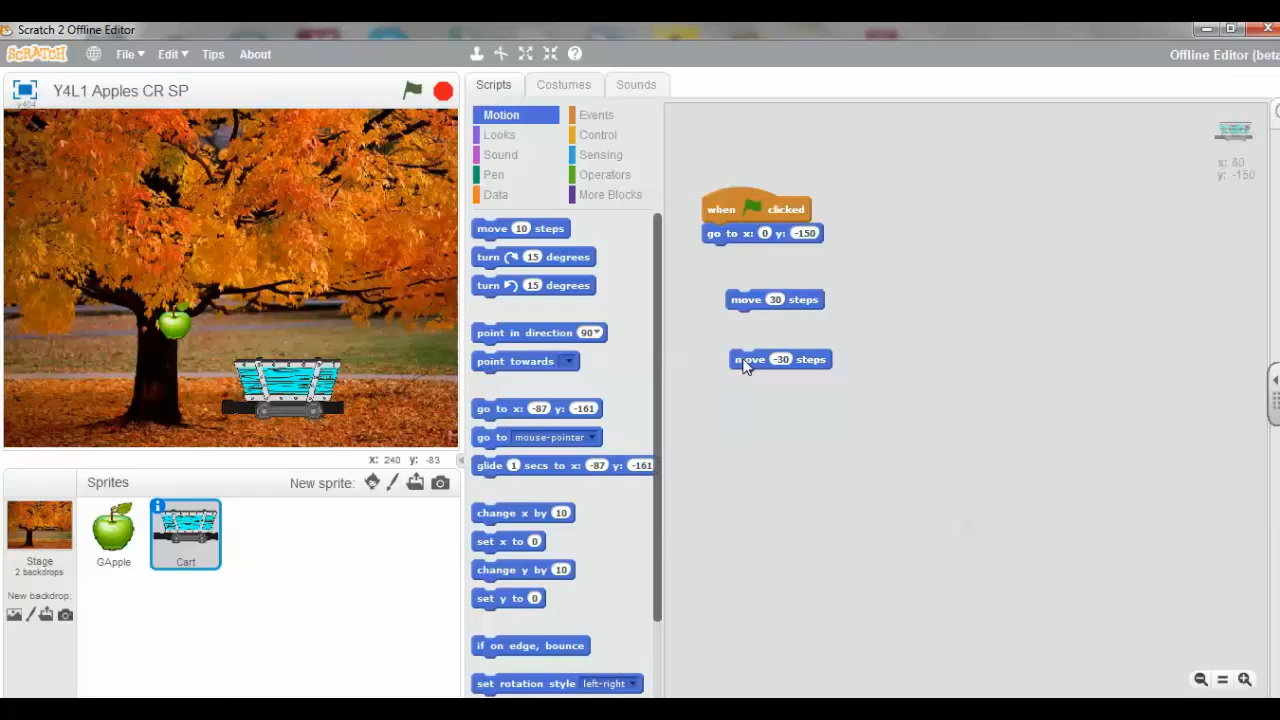 Scratch 2 Offline Editor
SCRATCH File Edit Tips About
Offline Editor (beta
Y4L1 Apples CR SP
y404
Scripts Costumes Sounds
Motion Events
Looks Control
Sound Sensing
Pen Operators
Data More Blocks
move 10 steps
turn 15 degrees
turn 15 degrees
point in direction 90
point towards
go to x: -87 y: -161
go to mouse-pointer
glide 1 secs to x: -87 y: -161
change x by 10
set x to 0
change y by 10
set y to 0
if on edge, bounce
set rotation style left-right
when clicked
go to x: 0 y: -150
move 30 steps
move -30 steps
x: 60
y: -150
x: 240 y: -83
Sprites New sprite:
Stage
2 backdrops
New backdrop:
GApple
Cart